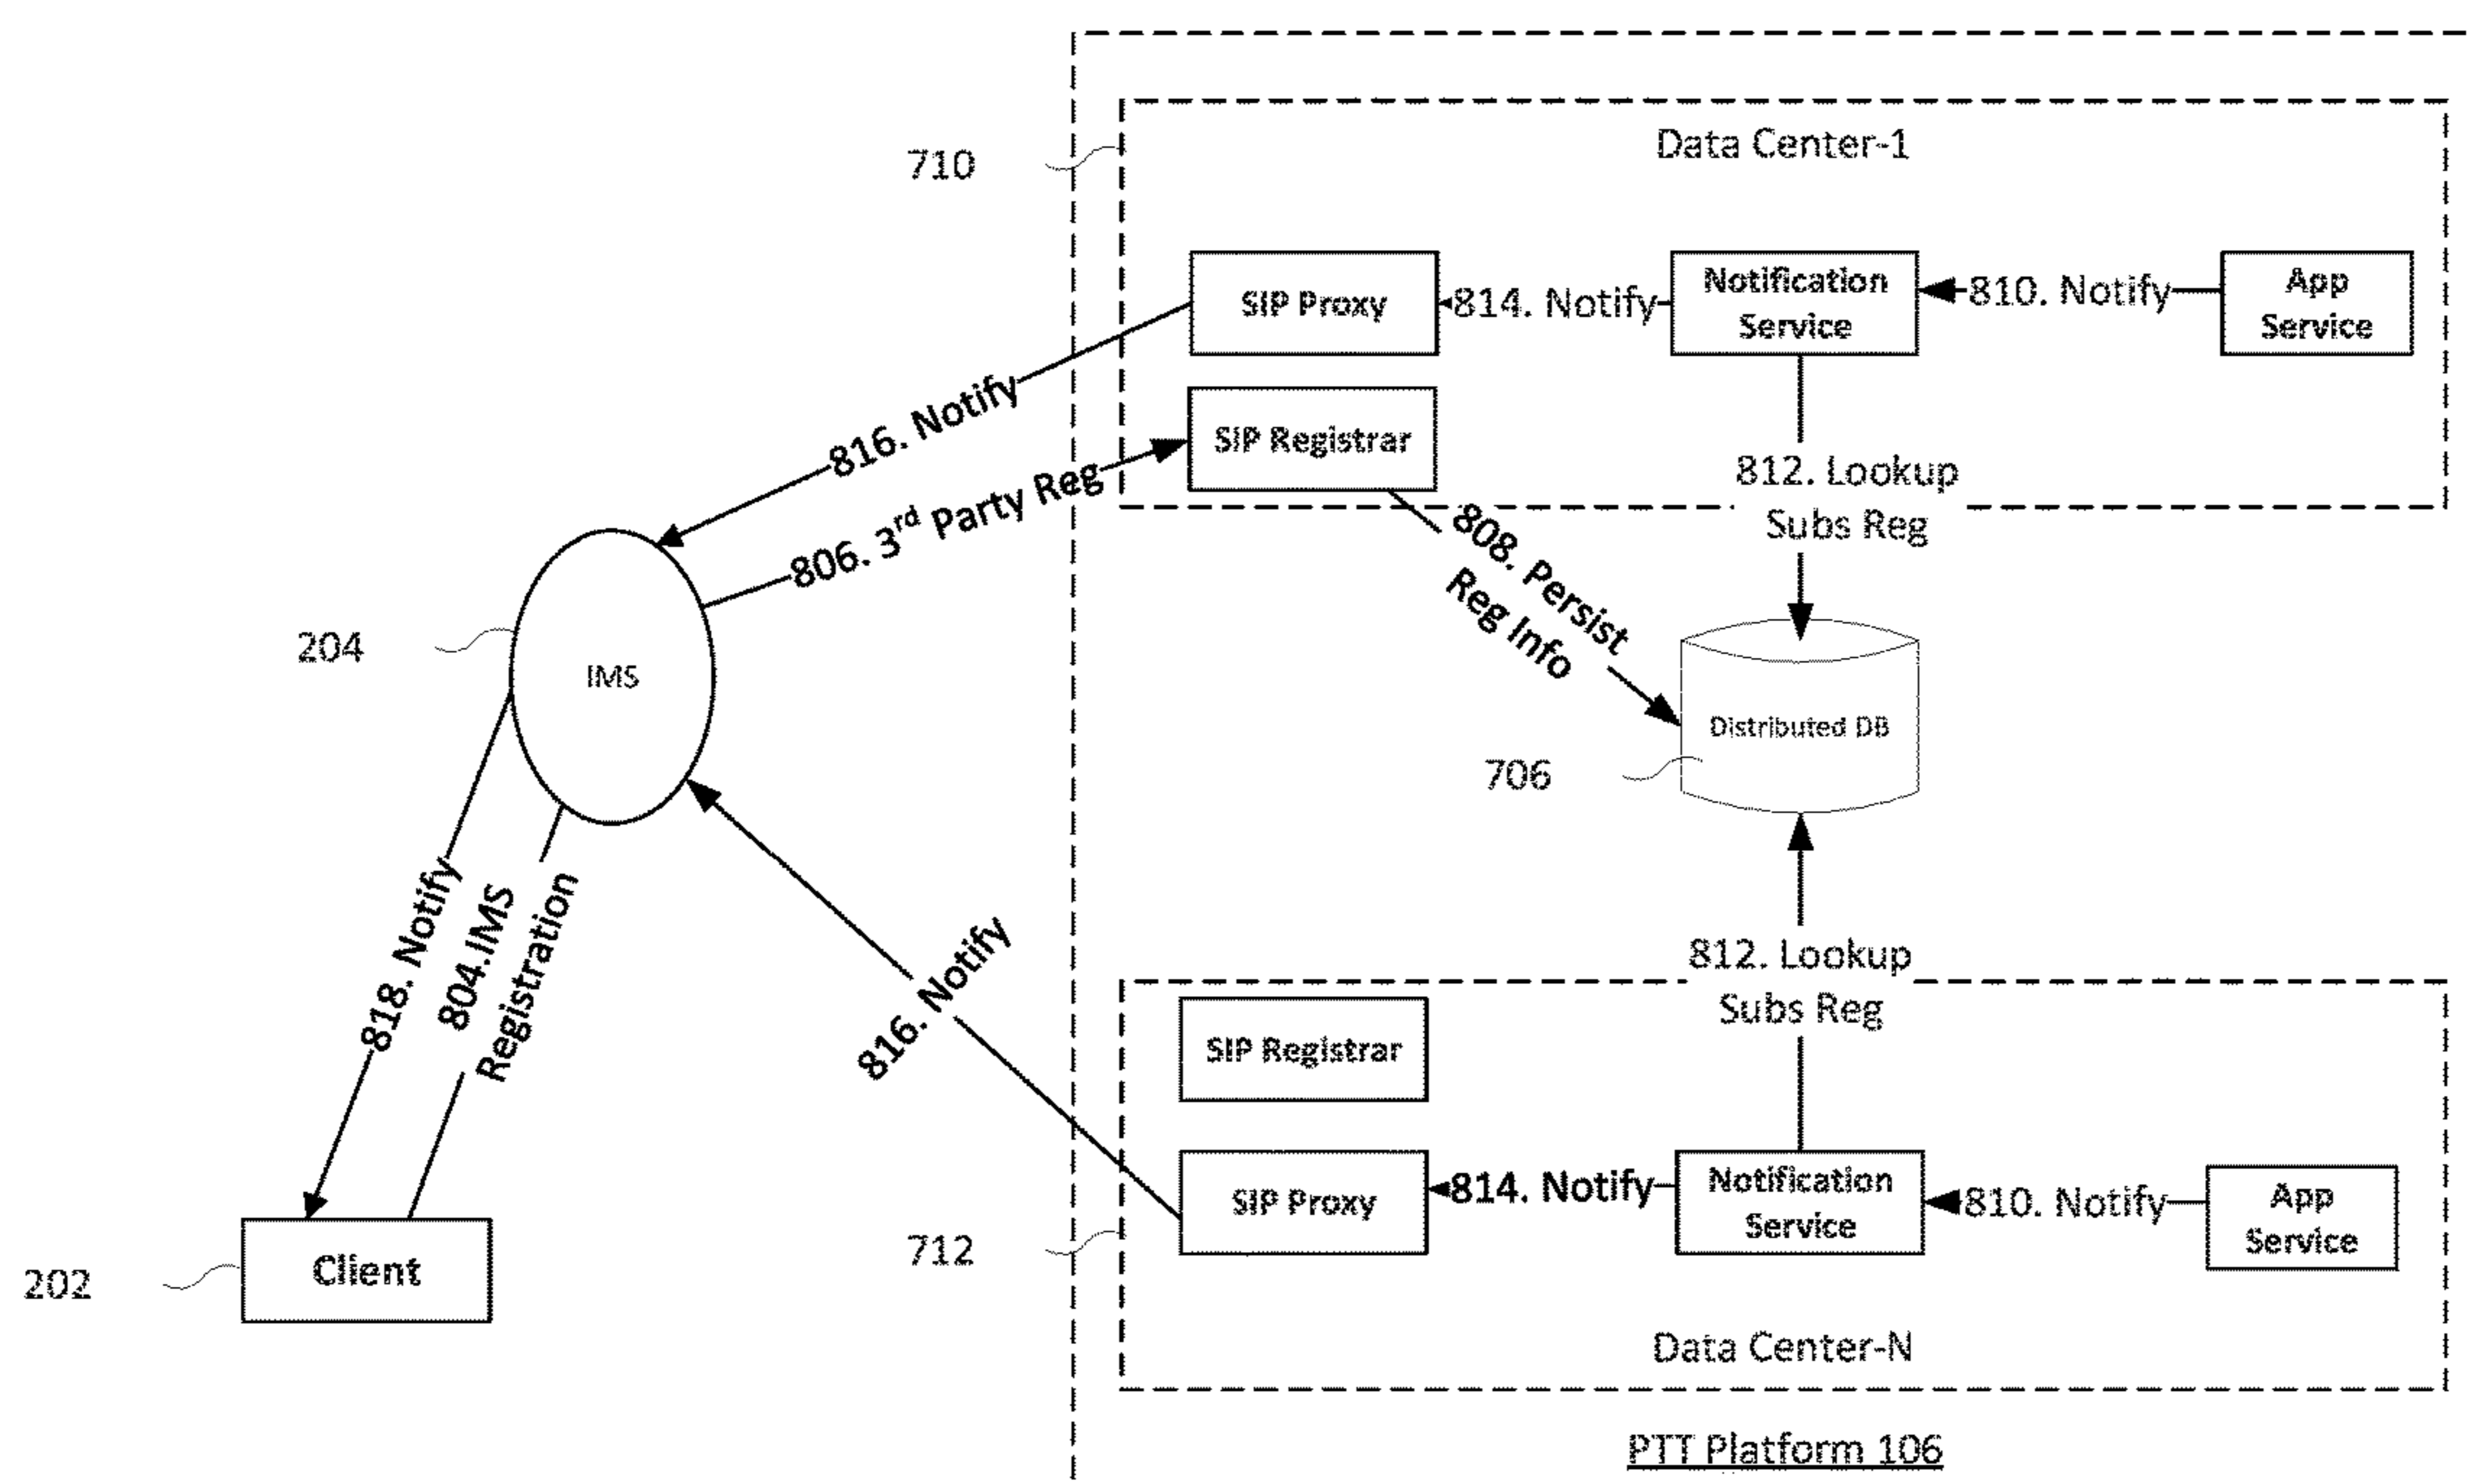 Data Center-1
710
SIP Proxy
814. Notify
Notification
Service
810. Notify
App
Service
816. Notify
SIP Registrar
806. 3rd Party Reg
812. Lookup
Subs Reg
808. Persist
Reg Info
204
IMS
Distributed DB
706
818. Notify
804.IMS
Registration
816. Notify
812. Lookup
Subs Reg
SIP Registrar
SIP Proxy
814. Notify
Notification
Service
810. Notify
App
Service
712
202
Client
Data Center-N
PTT Platform 106